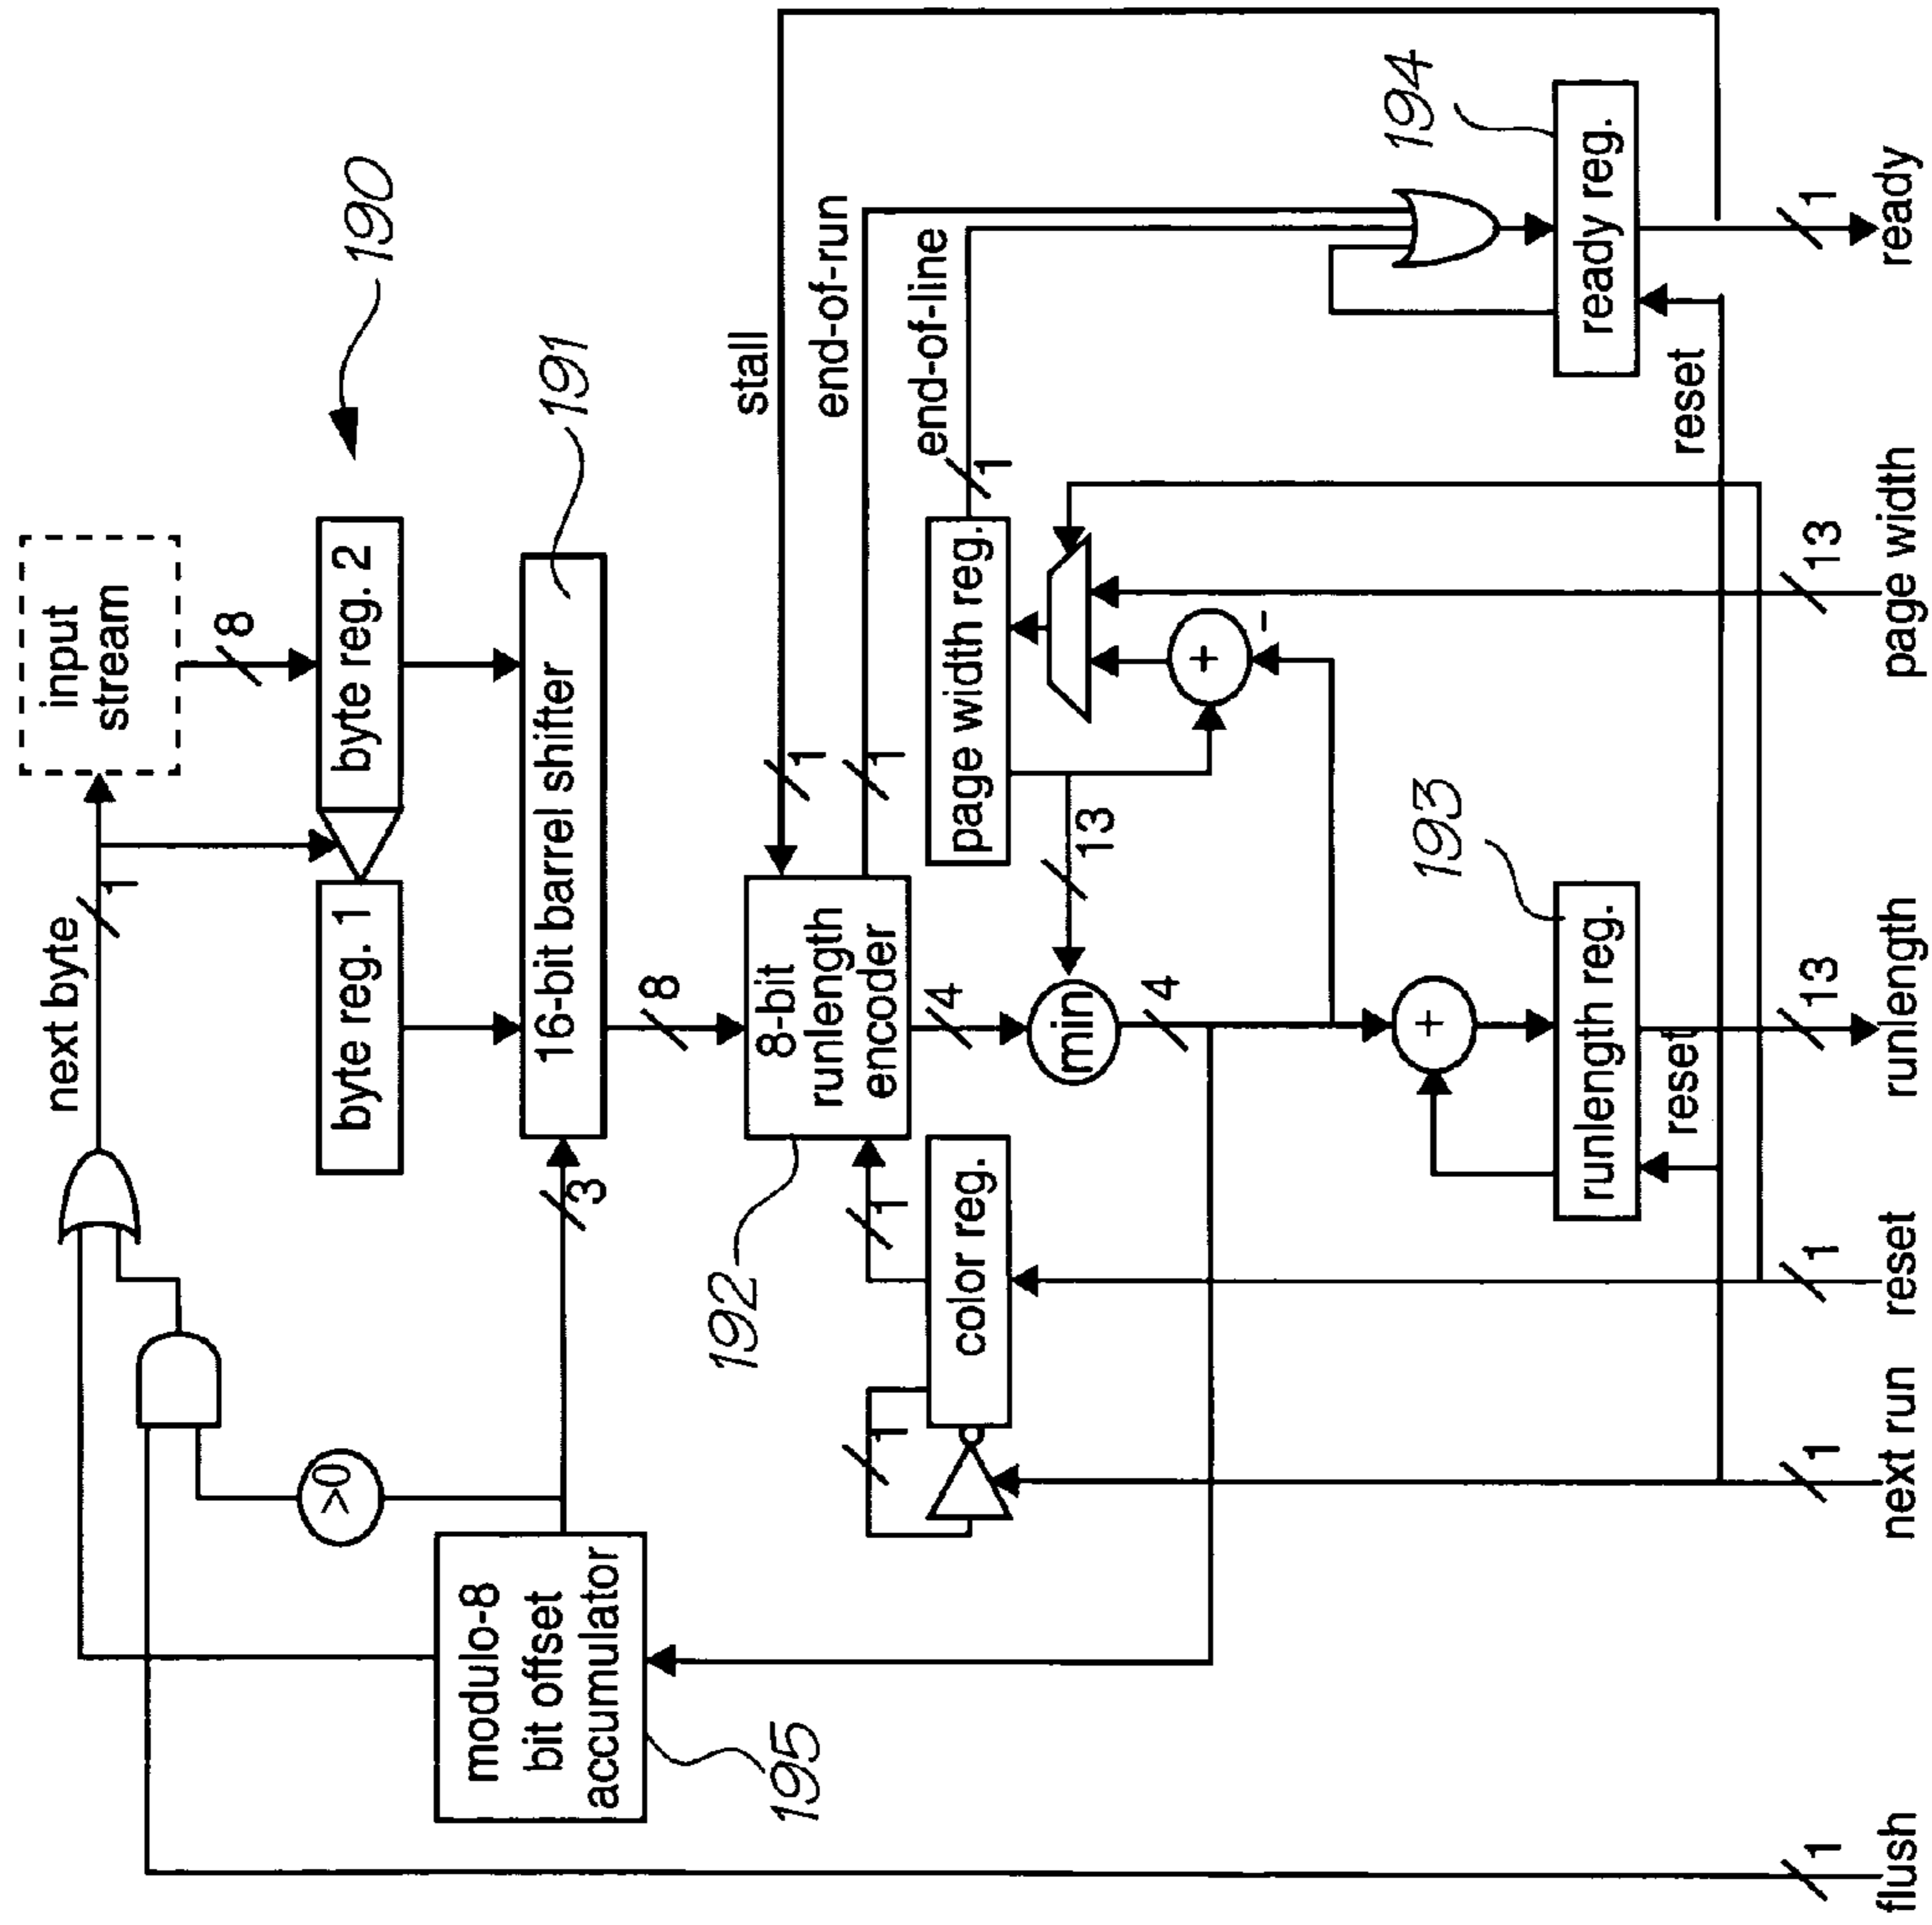 190
input
stream
next byte
1
8
byte reg. 1
byte reg. 2
16-bit barrel shifter
191
>0
3
8
modulo-8
bit offset
accumulator
195
stall
end-of-run
end-of-line
1
1
1
8-bit
runlength
encoder
192
4
min
4
13
page width reg.
+
-
color reg.
1
1
+
193
runlength reg.
reset
194
ready reg.
reset
1
flush
1
next run
1
reset
13
runlength
13
page width
1
ready